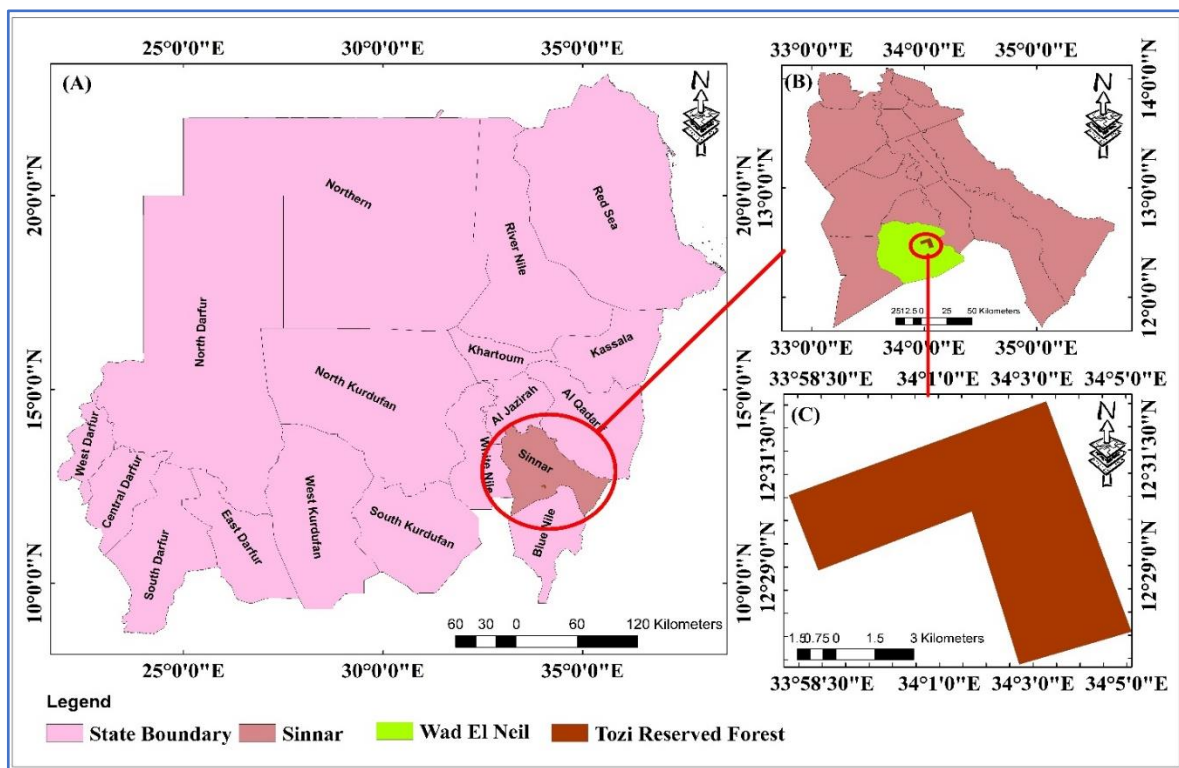 25°0'0"E 30°0'0"E 35°0'0"E
(A)
N
20°0'0"N
15°0'0"N
10°0'0"N
Northern
Red Sea
River Nile
North Darfur
Khartoum
Kassala
North Kurdufan
Al Jazirah
Al Qadarif
West Darfur
White Nile
Sinnar
Central Darfur
West Kurdufan
South Kurdufan
East Darfur
South Darfur
Blue Nile
20°0'0"N
15°0'0"N
10°0'0"N
60 30 0 60 120 Kilometers
25°0'0"E 30°0'0"E 35°0'0"E
33°0'0"E 34°0'0"E 35°0'0"E
(B)
N
14°0'0"N
13°0'0"N
12°0'0"N
13°0'0"N
2512.5 0 25 50 Kilometers
33°0'0"E 34°0'0"E 35°0'0"E
33°58'30"E 34°1'0"E 34°3'0"E 34°5'0"E
(C)
N
12°31'30"N
12°29'0"N
12°31'30"N
12°29'0"N
1.50.75 0 1.5 3 Kilometers
33°58'30"E 34°1'0"E 34°3'0"E 34°5'0"E
Legend
State Boundary Sinnar Wad El Neil Tozi Reserved Forest